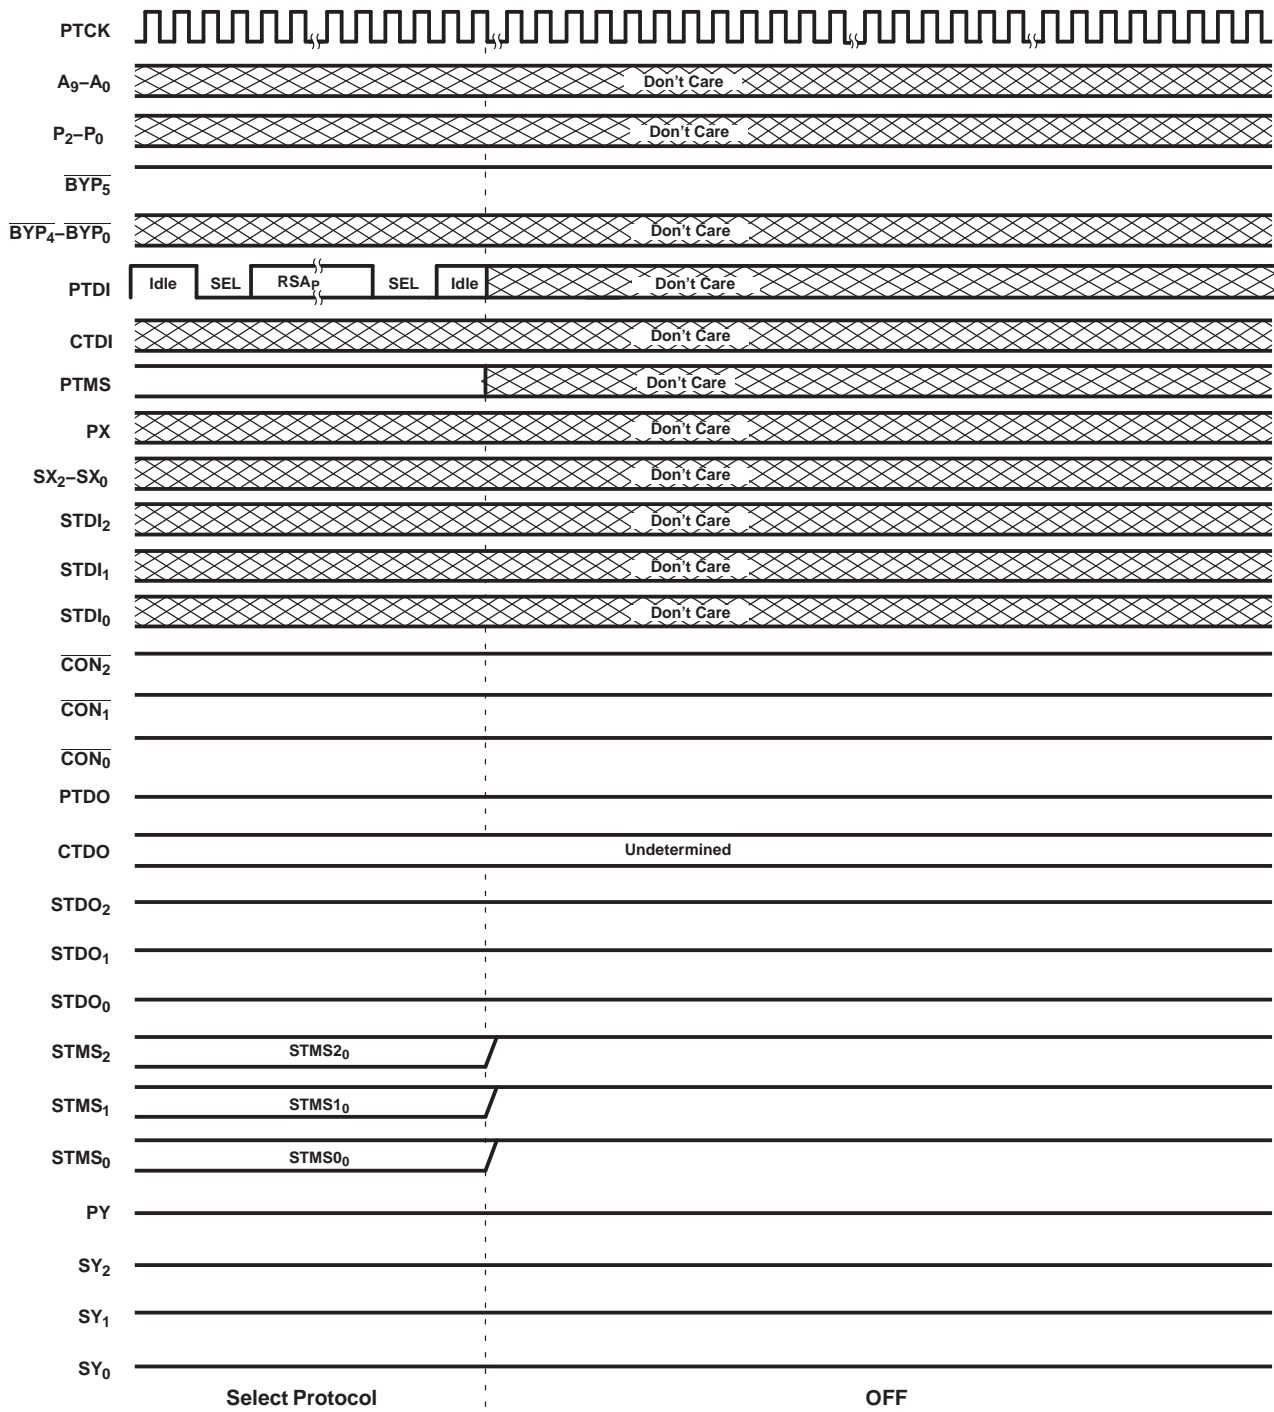 PTCK
A9–A0 Don't Care
P2–P0 Don't Care
BYP5
BYP4–BYP0 Don't Care
PTDI Idle SEL RSAP SEL Idle Don't Care
CTDI Don't Care
PTMS Don't Care
PX Don't Care
SX2–SX0 Don't Care
STDI2 Don't Care
STDI1 Don't Care
STDI0 Don't Care
CON2
CON1
CON0
PTDO
CTDO Undetermined
STDO2
STDO1
STDO0
STMS2 STMS20
STMS1 STMS10
STMS0 STMS00
PY
SY2
SY1
SY0
Select Protocol OFF